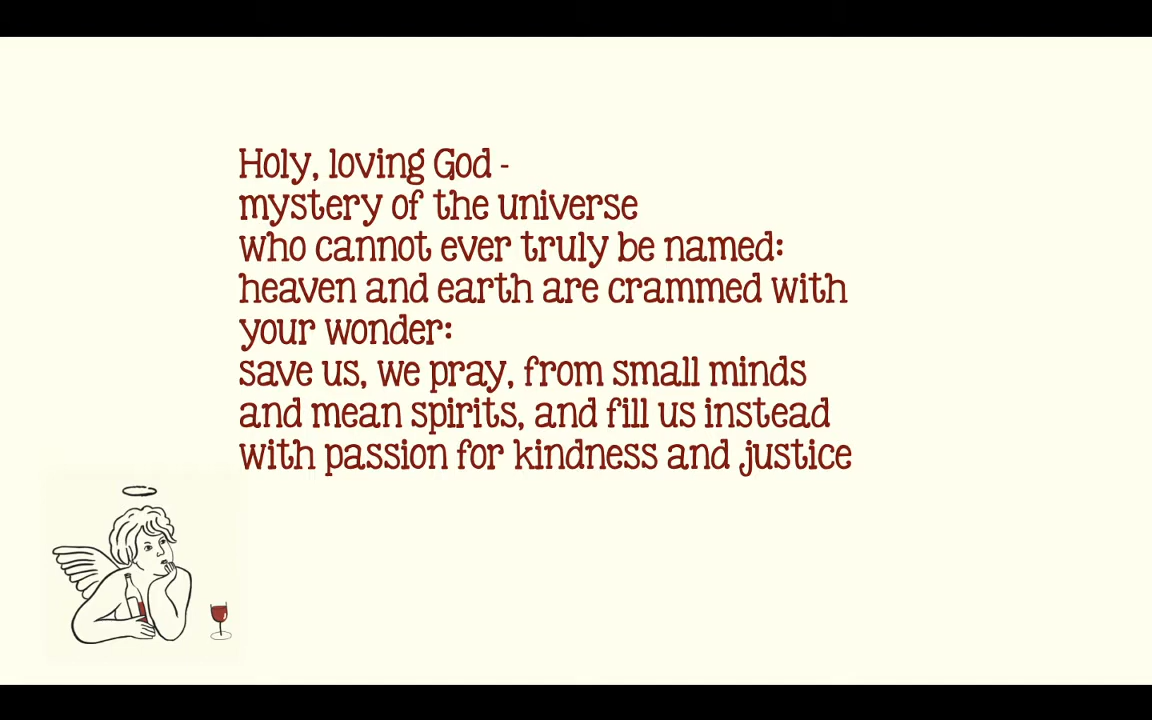 Holy, loving God -
mystery of the universe
who cannot ever truly be named:
heaven and earth are crammed with
your wonder:
save us, we pray, from small minds
and mean spirits, and fill us instead
with passion for kindness and justice